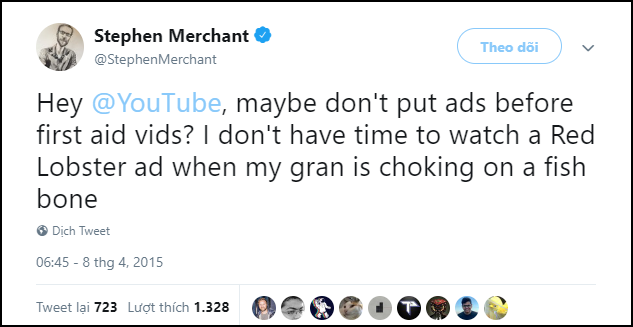 Stephen Merchant
@StephenMerchant
Theo dõi
Hey @YouTube, maybe don't put ads before
first aid vids? I don't have time to watch a Red
Lobster ad when my gran is choking on a fish
bone
Dịch Tweet
06:45 - 8 thg 4, 2015
Tweet lại 723 Lượt thích 1.328